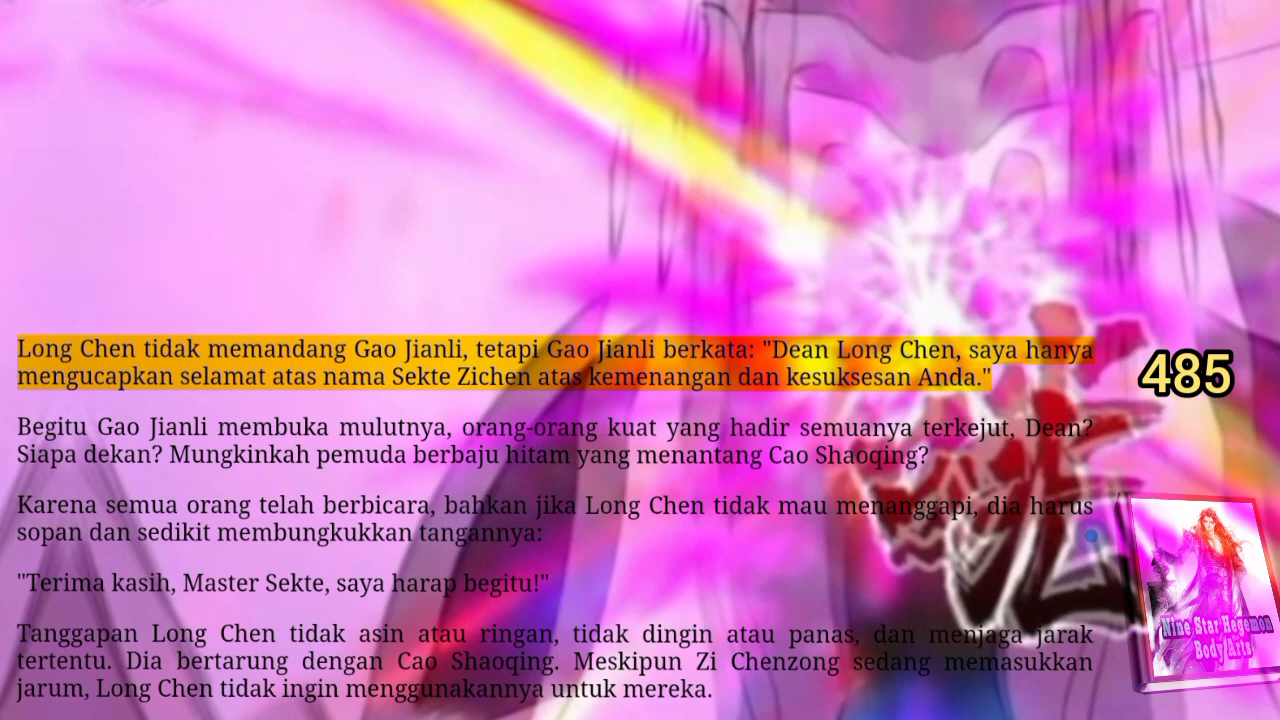 Long Chen tidak memandang Gao Jianli, tetapi Gao Jianli berkata: "Dean Long Chen, saya hanya
mengucapkan selamat atas nama Sekte Zichen atas kemenangan dan kesuksesan Anda."
Begitu Gao Jianli membuka mulutnya, orang-orang kuat yang hadir semuanya terkejut, Dean?
Siapa dekan? Mungkinkah pemuda berbaju hitam yang menantang Cao Shaoqing?
Karena semua orang telah berbicara, bahkan jika Long Chen tidak mau menanggapi, dia harus
sopan dan sedikit membungkukkan tangannya:
"Terima kasih, Master Sekte, saya harap begitu!"
Tanggapan Long Chen tidak asin atau ringan, tidak dingin atau panas, dan menjaga jarak
tertentu. Dia bertarung dengan Cao Shaoqing. Meskipun Zi Chenzong sedang memasukkan
jarum, Long Chen tidak ingin menggunakannya untuk mereka.
485
Nine Star Hegemon
Body Arts